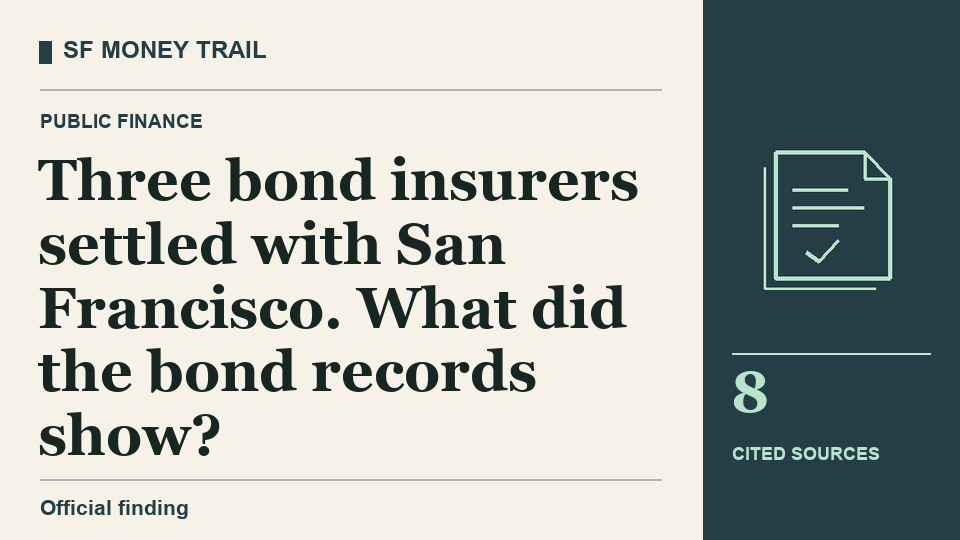 SF MONEY TRAIL
PUBLIC FINANCE
Three bond insurers
settled with San
Francisco. What did
the bond records
show?
Official finding
8
CITED SOURCES